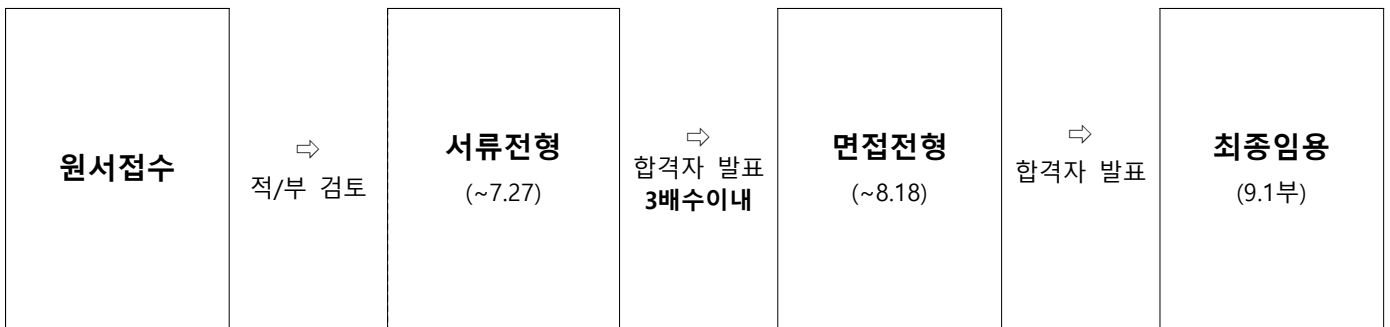 원서접수
⇨
적/부 검토
서류전형
(~7.27)
⇨
합격자 발표
3배수이내
면접전형
(~8.18)
⇨
합격자 발표
최종임용
(9.1부)